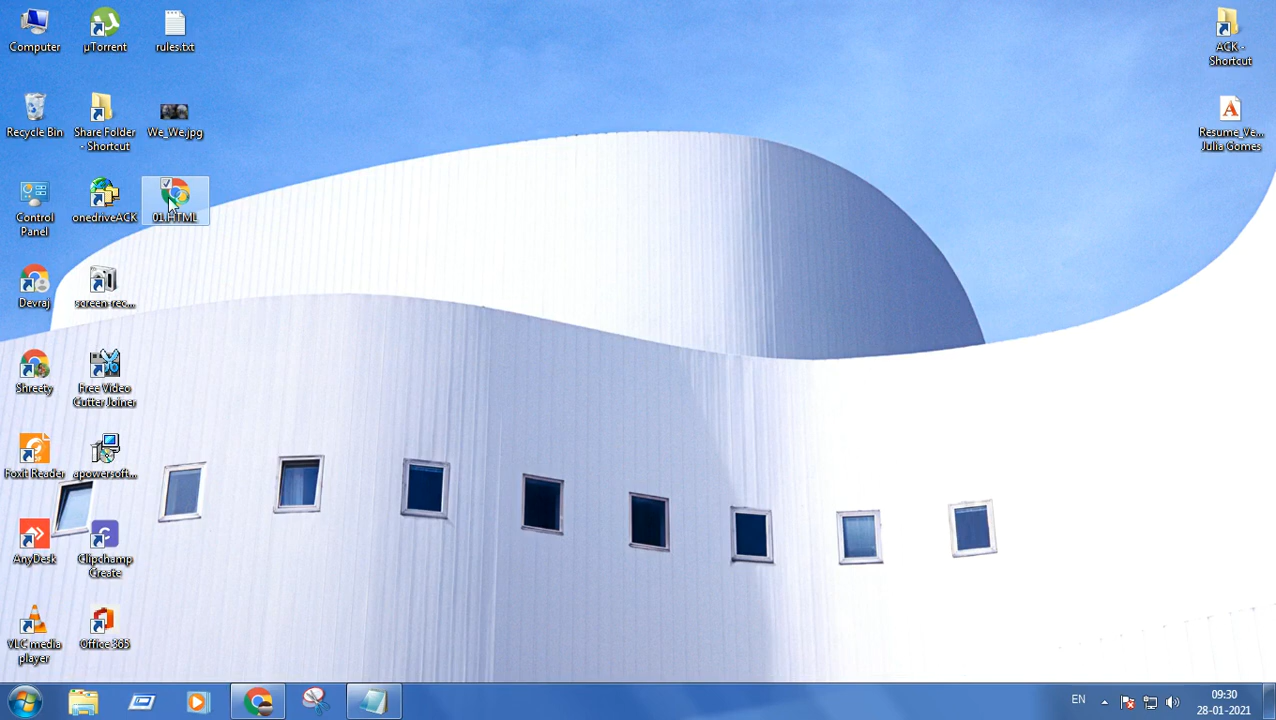 Computer
µTorrent
rules.txt
ACK -
Shortcut
Recycle Bin
Share Folder
- Shortcut
We_We.jpg
Resume_Ve...
Julia Gomes
Control
Panel
onedriveACK
01.HTML
Devraj
screen-rec...
Shreety
Free Video
Cutter Joiner
Foxit Reader
apowersoft...
AnyDesk
Clipchamp
Create
VLC media
player
Office 365
EN
09:30
28-01-2021